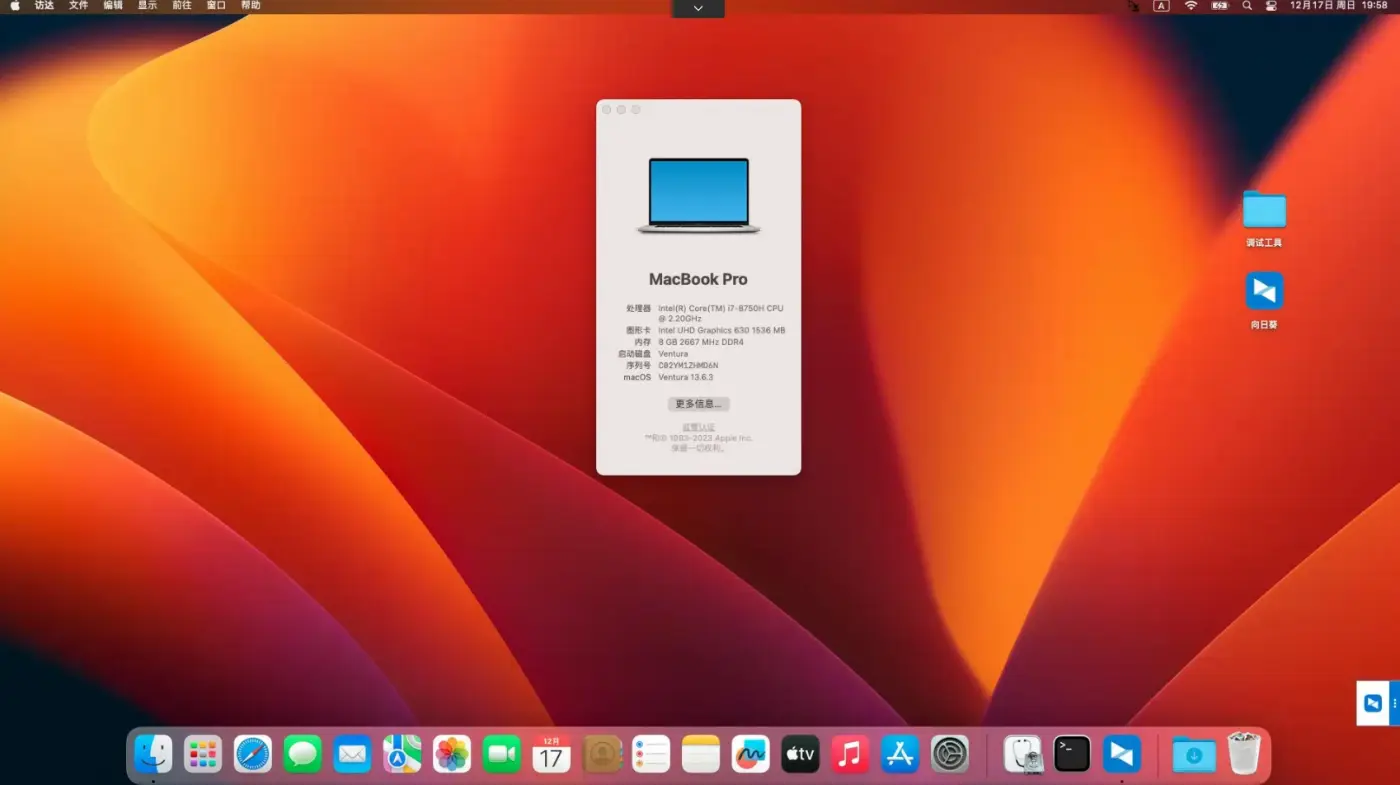 访达 文件 编辑 显示 前往 窗口 帮助
A
12月17日 周日 19:58
MacBook Pro
处理器 Intel(R) Core(TM) i7-8750H CPU
@ 2.20GHz
图形卡 Intel UHD Graphics 630 1536 MB
内存 8 GB 2667 MHz DDR4
启动磁盘 Ventura
序列号 C02YM1ZHMD6N
macOS Ventura 13.6.3
更多信息...
监管认证
™和© 1983-2023 Apple Inc.
保留一切权利。
调试工具
向日葵
12月
17
tv
>_